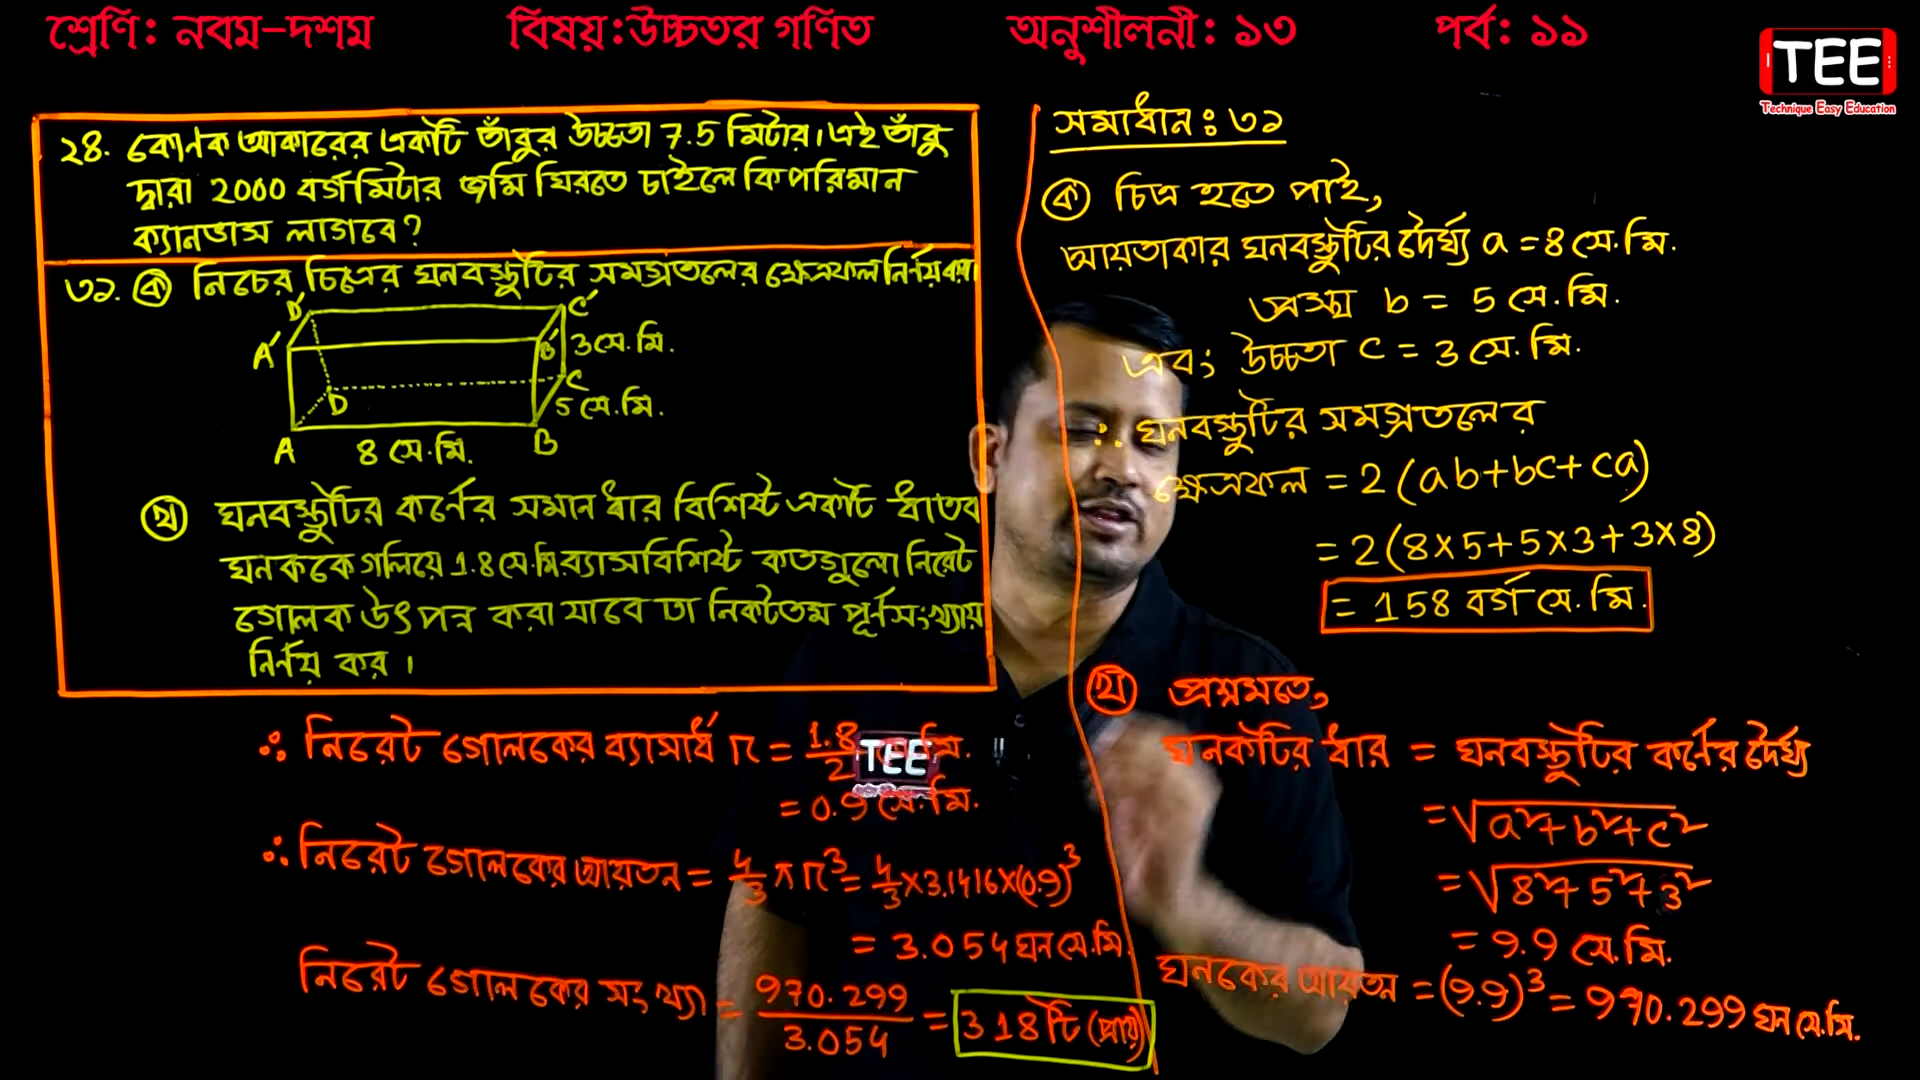 শ্রেণি: নবম-দশম বিষয়:উচ্চতর গণিত অনুশীলনী: ১৩ পর্ব: ১১
TEE
Technique Easy Education
২৪. কোণক আকারের একটি তাঁবুর উচ্চতা 7.5 মিটার। এই তাঁবু
দ্বারা 2000 বর্গমিটার জমি ঘিরতে চাইলে কি পরিমান
ক্যানভাস লাগবে?
৩১. ক নিচের চিত্রের ঘনবস্তুটির সমগ্রতলের ক্ষেত্রফল নির্ণয় কর।
D′ C′
A′ B′ 3 সে.মি.
D C
5 সে.মি.
A 8 সে.মি. B
খ ঘনবস্তুটির কর্ণের সমান ধার বিশিষ্ট একটি ধাতব
ঘনককে গলিয়ে 1.8 সে.মি ব্যাসবিশিষ্ট কতগুলো নিরেট
গোলক উৎপন্ন করা যাবে তা নিকটতম পূর্ণসংখ্যায়
নির্ণয় কর।
∴ নিরেট গোলকের ব্যাসার্ধ r = 1.8/2 মি.
= 0.9 সে.মি.
∴ নিরেট গোলকের আয়তন = 4/3 π r³ = 4/3 × 3.1416 × (0.9)³
= 3.054 ঘন সে.মি.
নিরেট গোলকের সংখ্যা = 970.299/3.054 = 318 টি (প্রায়)
TEE
সমাধান: ৩১
ক চিত্র হতে পাই,
আয়তাকার ঘনবস্তুটির দৈর্ঘ্য a = 8 সে.মি.
প্রস্থ b = 5 সে.মি.
এবং উচ্চতা c = 3 সে.মি.
∴ ঘনবস্তুটির সমগ্রতলের
ক্ষেত্রফল = 2 (ab+bc+ca)
= 2 (8×5+5×3+3×8)
= 158 বর্গ সে.মি.
খ প্রশ্নমতে,
ঘনকটির ধার = ঘনবস্তুটির কর্ণের দৈর্ঘ্য
= √a²+b²+c²
= √8²+5²+3²
= 9.9 সে.মি.
ঘনকের আয়তন = (9.9)³ = 970.299 ঘন সে.মি.